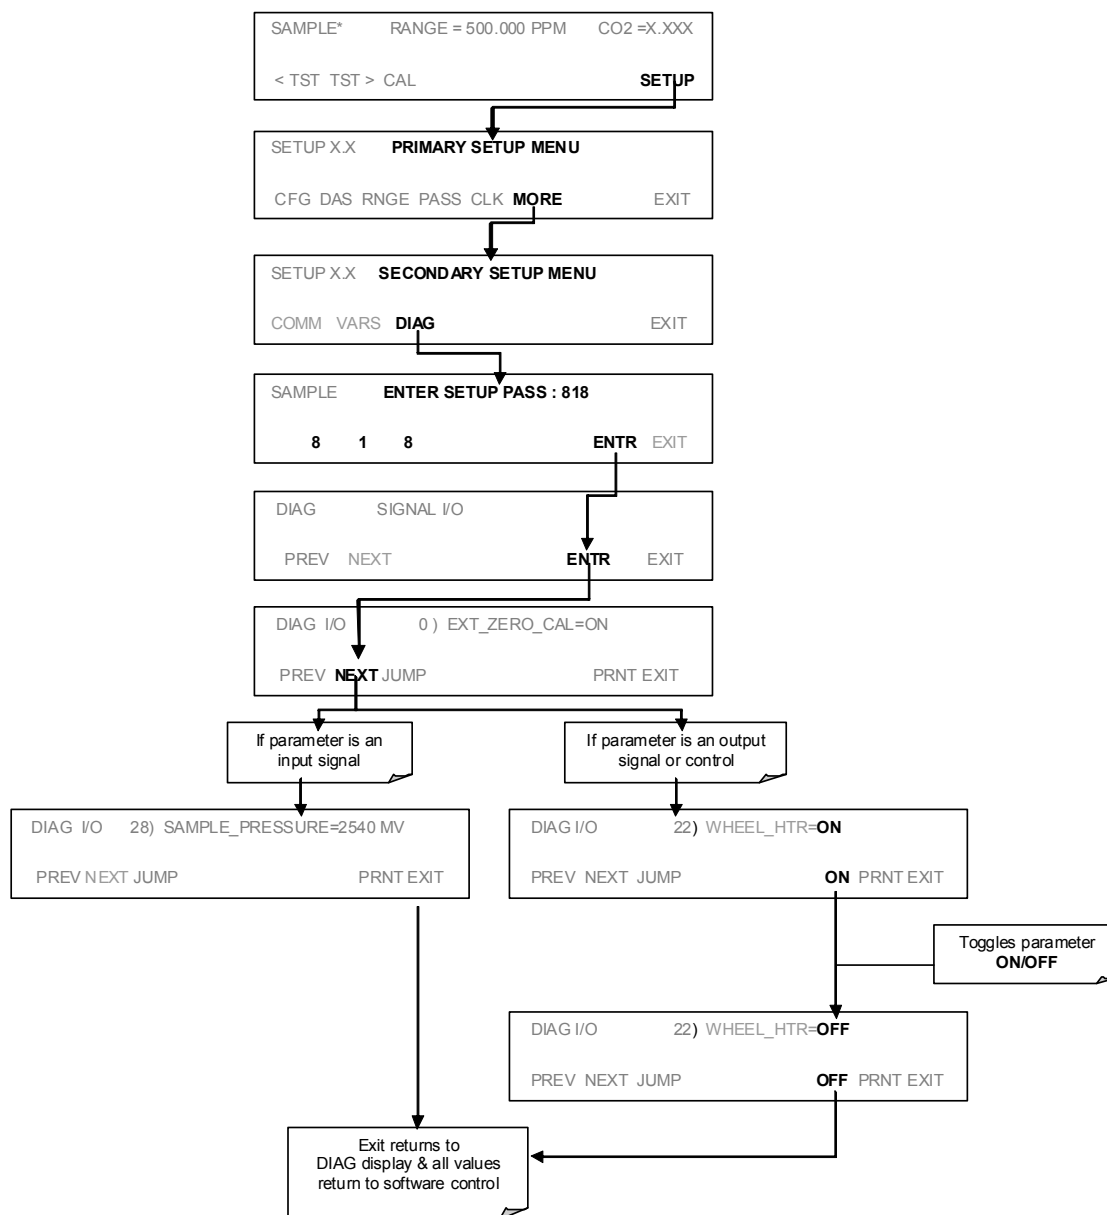 SAMPLE* RANGE = 500.000 PPM CO2 =X.XXX
< TST TST > CAL SETUP
SETUP X.X PRIMARY SETUP MENU
CFG DAS RNGE PASS CLK MORE EXIT
SETUP X.X SECONDARY SETUP MENU
COMM VARS DIAG EXIT
SAMPLE ENTER SETUP PASS : 818
8 1 8 ENTR EXIT
DIAG SIGNAL I/O
PREV NEXT ENTR EXIT
DIAG I/O 0 ) EXT_ZERO_CAL=ON
PREV NEXT JUMP PRNT EXIT
If parameter is an
input signal
If parameter is an output
signal or control
DIAG I/O 28) SAMPLE_PRESSURE=2540 MV
PREV NEXT JUMP PRNT EXIT
DIAG I/O 22) WHEEL_HTR=ON
PREV NEXT JUMP ON PRNT EXIT
Toggles parameter
ON/OFF
DIAG I/O 22) WHEEL_HTR=OFF
PREV NEXT JUMP OFF PRNT EXIT
Exit returns to
DIAG display & all values
return to software control